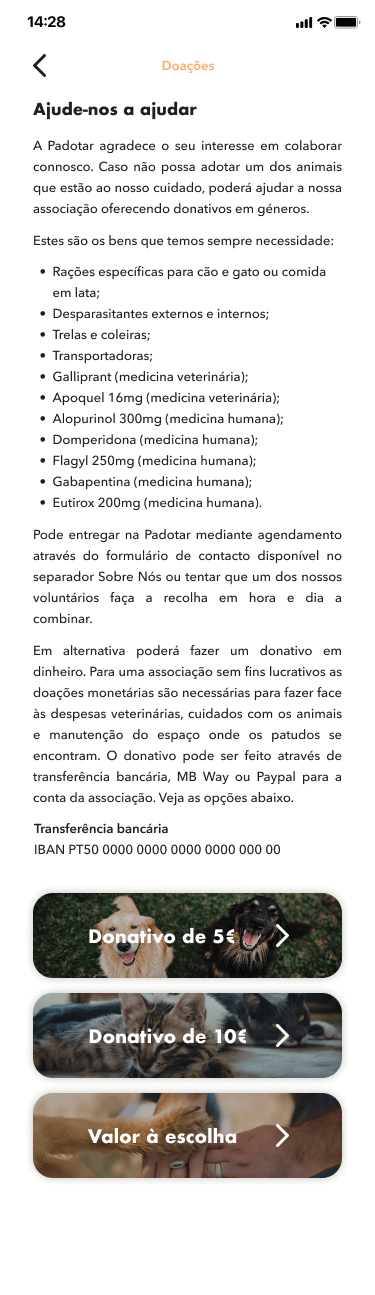 14:28
Doações
Ajude-nos a ajudar
A Padotar agradece o seu interesse em colaborar
connosco. Caso não possa adotar um dos animais
que estão ao nosso cuidado, poderá ajudar a nossa
associação oferecendo donativos em géneros.
Estes são os bens que temos sempre necessidade:
• Rações específicas para cão e gato ou comida
em lata;
• Desparasitantes externos e internos;
• Trelas e coleiras;
• Transportadoras;
• Galliprant (medicina veterinária);
• Apoquel 16mg (medicina veterinária);
• Alopurinol 300mg (medicina humana);
• Domperidona (medicina humana);
• Flagyl 250mg (medicina humana);
• Gabapentina (medicina humana);
• Eutirox 200mg (medicina humana).
Pode entregar na Padotar mediante agendamento
através do formulário de contacto disponível no
separador Sobre Nós ou tentar que um dos nossos
voluntários faça a recolha em hora e dia a
combinar.
Em alternativa poderá fazer um donativo em
dinheiro. Para uma associação sem fins lucrativos as
doações monetárias são necessárias para fazer face
às despesas veterinárias, cuidados com os animais
e manutenção do espaço onde os patudos se
encontram. O donativo pode ser feito através de
transferência bancária, MB Way ou Paypal para a
conta da associação. Veja as opções abaixo.
Transferência bancária
IBAN PT50 0000 0000 0000 0000 000 00
Donativo de 5€
Donativo de 10€
Valor à escolha